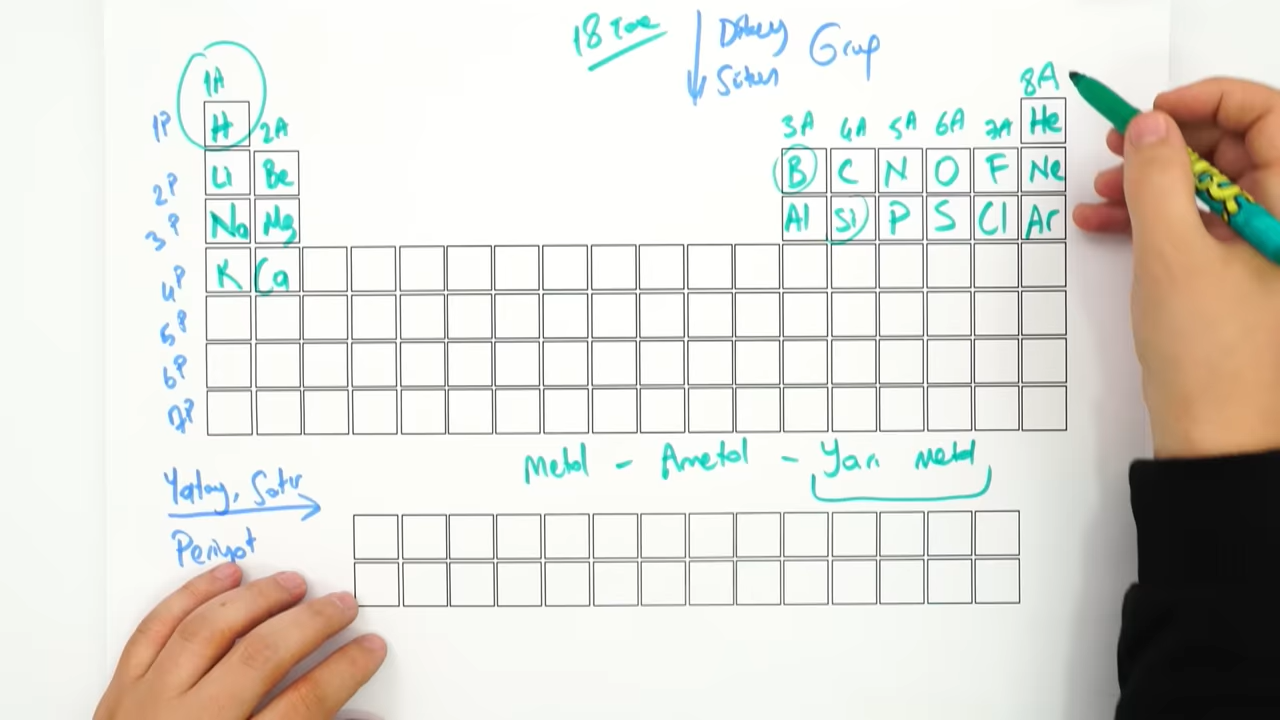 18 Tane
Dikey Grup
Sütun
1A 8A
1P H 2A 3A 4A 5A 6A 7A He
2P Li Be B C N O F Ne
3P Na Mg Al Si P S Cl Ar
4P K Ca
5P
6P
7P
Metal - Ametal - Yarı metal
Yatay, Satır
Periyot